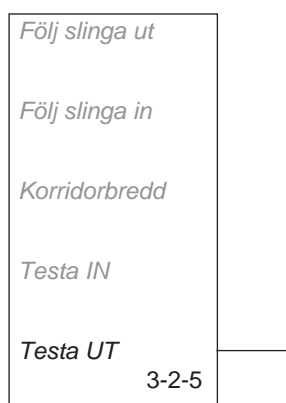 Följ slinga ut
Följ slinga in
Korridorbredd
Testa IN
Testa UT
3-2-5